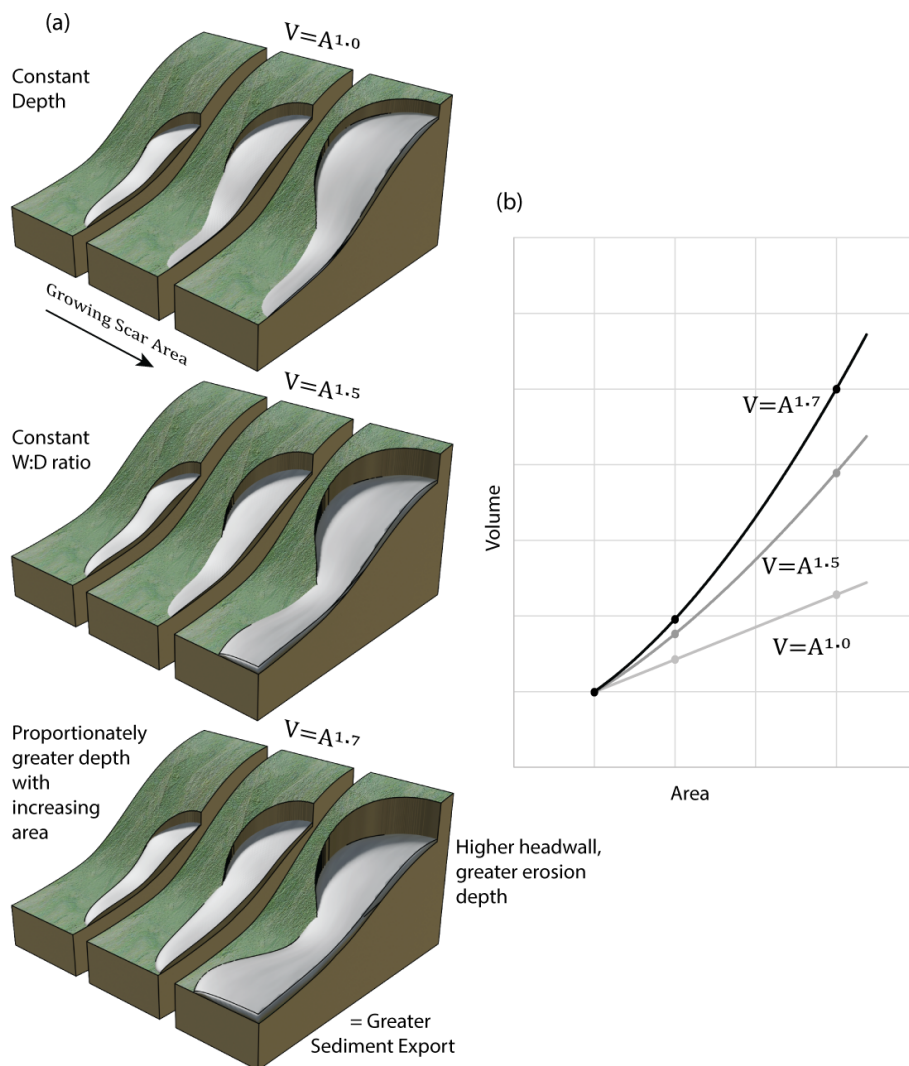 (a)
V=A¹·⁰
Constant
Depth
Growing Scar Area
V=A¹·⁵
Constant
W:D ratio
V=A¹·⁷
Proportionately
greater depth
with
increasing
area
Higher headwall,
greater erosion
depth
= Greater
Sediment Export
(b)
V=A¹·⁷
V=A¹·⁵
V=A¹·⁰
Volume
Area